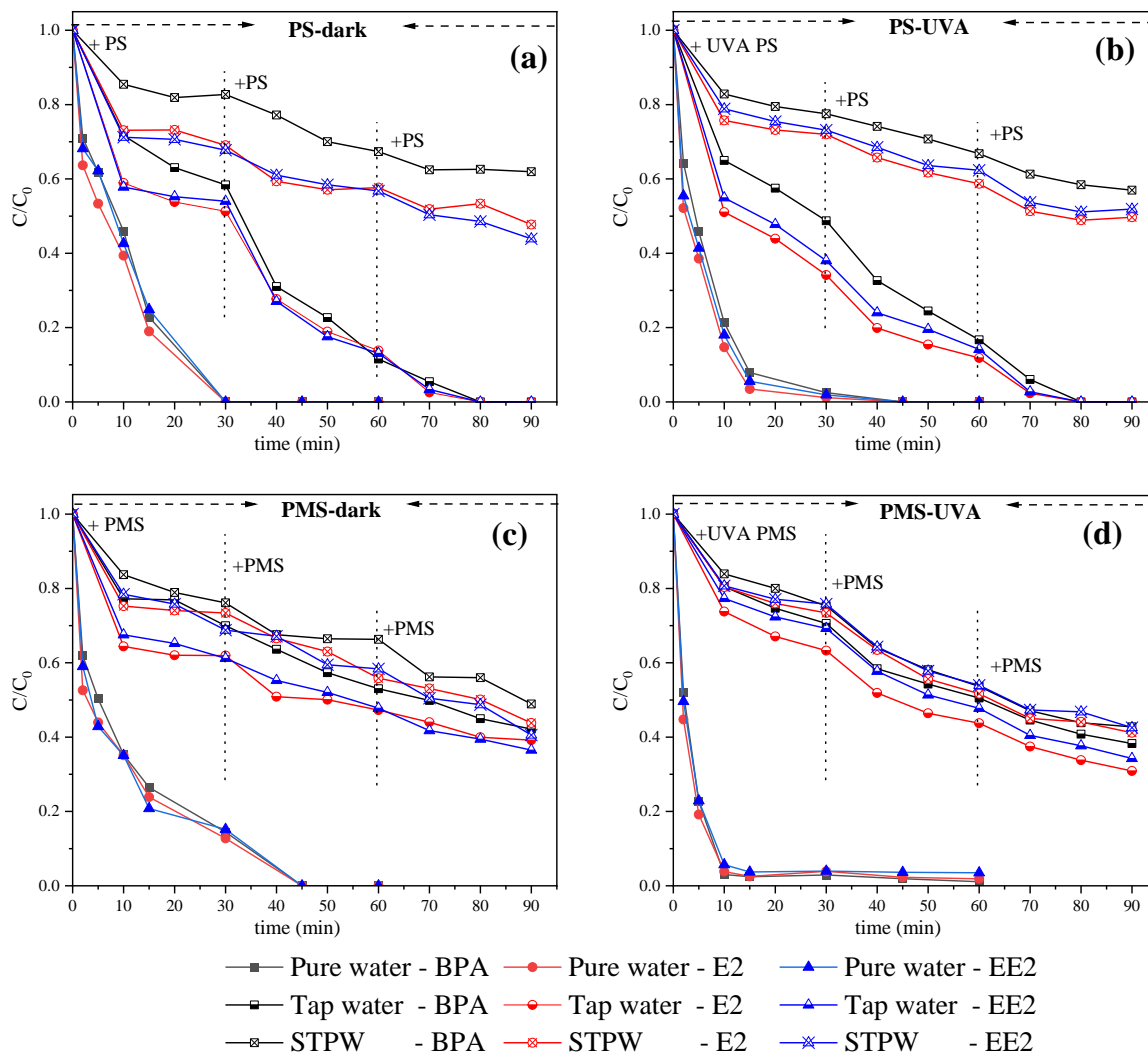 PS-dark
(a)
+ PS
+PS
+PS
C/C0
1.0
0.8
0.6
0.4
0.2
0.0
0 10 20 30 40 50 60 70 80 90
time (min)
PS-UVA
(b)
+ UVA PS
+PS
+PS
C/C0
1.0
0.8
0.6
0.4
0.2
0.0
0 10 20 30 40 50 60 70 80 90
time (min)
PMS-dark
(c)
+ PMS
+PMS
+PMS
C/C0
1.0
0.8
0.6
0.4
0.2
0.0
0 10 20 30 40 50 60 70 80 90
time (min)
PMS-UVA
(d)
+UVA PMS
+PMS
+PMS
C/C0
1.0
0.8
0.6
0.4
0.2
0.0
0 10 20 30 40 50 60 70 80 90
time (min)
Pure water - BPA Pure water - E2 Pure water - EE2
Tap water - BPA Tap water - E2 Tap water - EE2
STPW - BPA STPW - E2 STPW - EE2